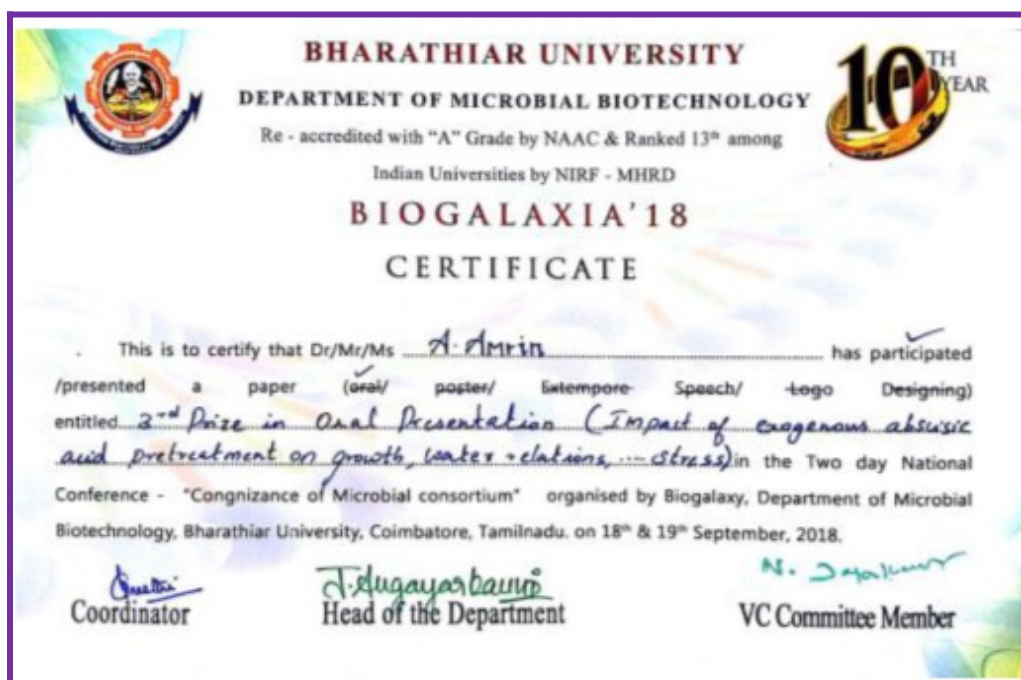 BHARATHIAR UNIVERSITY
10TH YEAR
DEPARTMENT OF MICROBIAL BIOTECHNOLOGY
Re - accredited with "A" Grade by NAAC & Ranked 13th among
Indian Universities by NIRF - MHRD
BIOGALAXIA'18
CERTIFICATE
This is to certify that Dr/Mr/Ms A. Amrin has participated
/presented a paper (oral/ poster/ Extempore Speech/ Logo Designing)
entitled 3rd Prize in Oral Presentation (Impact of exogenous abscisic
acid pretreatment on growth, water relations, ... stress) in the Two day National
Conference - "Congnizance of Microbial consortium" organised by Biogalaxy, Department of Microbial
Biotechnology, Bharathiar University, Coimbatore, Tamilnadu. on 18th & 19th September, 2018.
Coordinator Head of the Department VC Committee Member